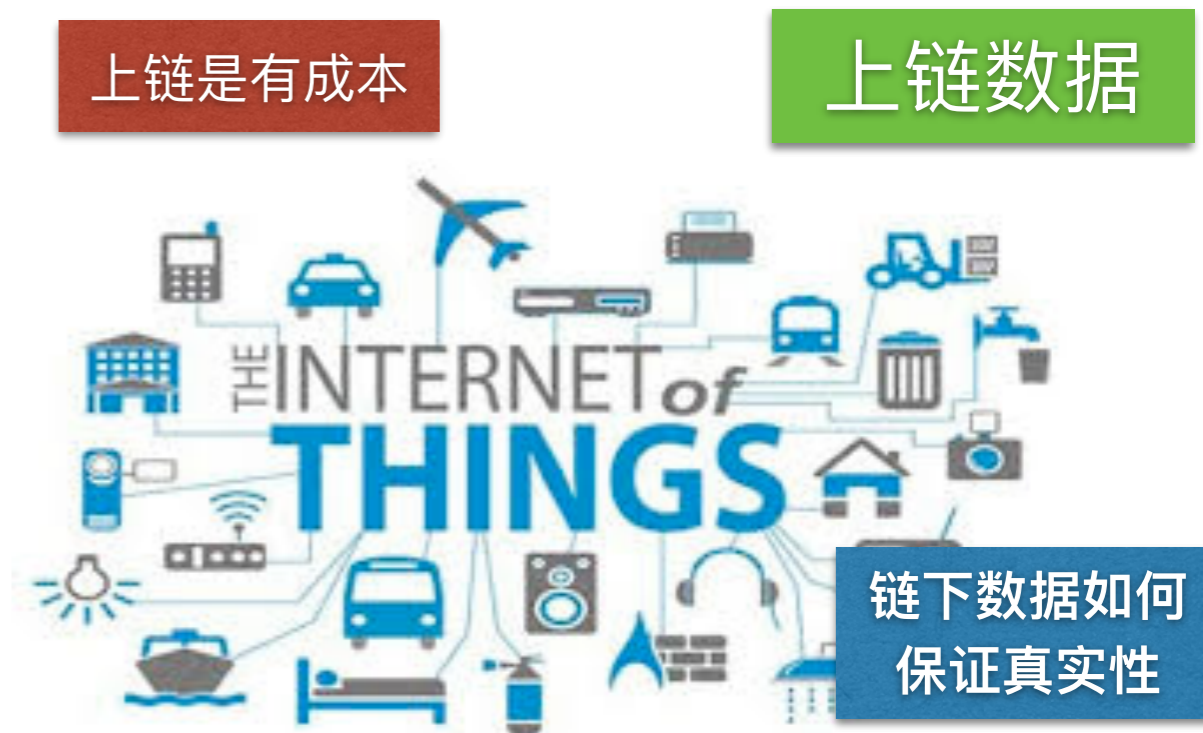 上链是有成本
上链数据
THE INTERNET of
THINGS
链下数据如何
保证真实性